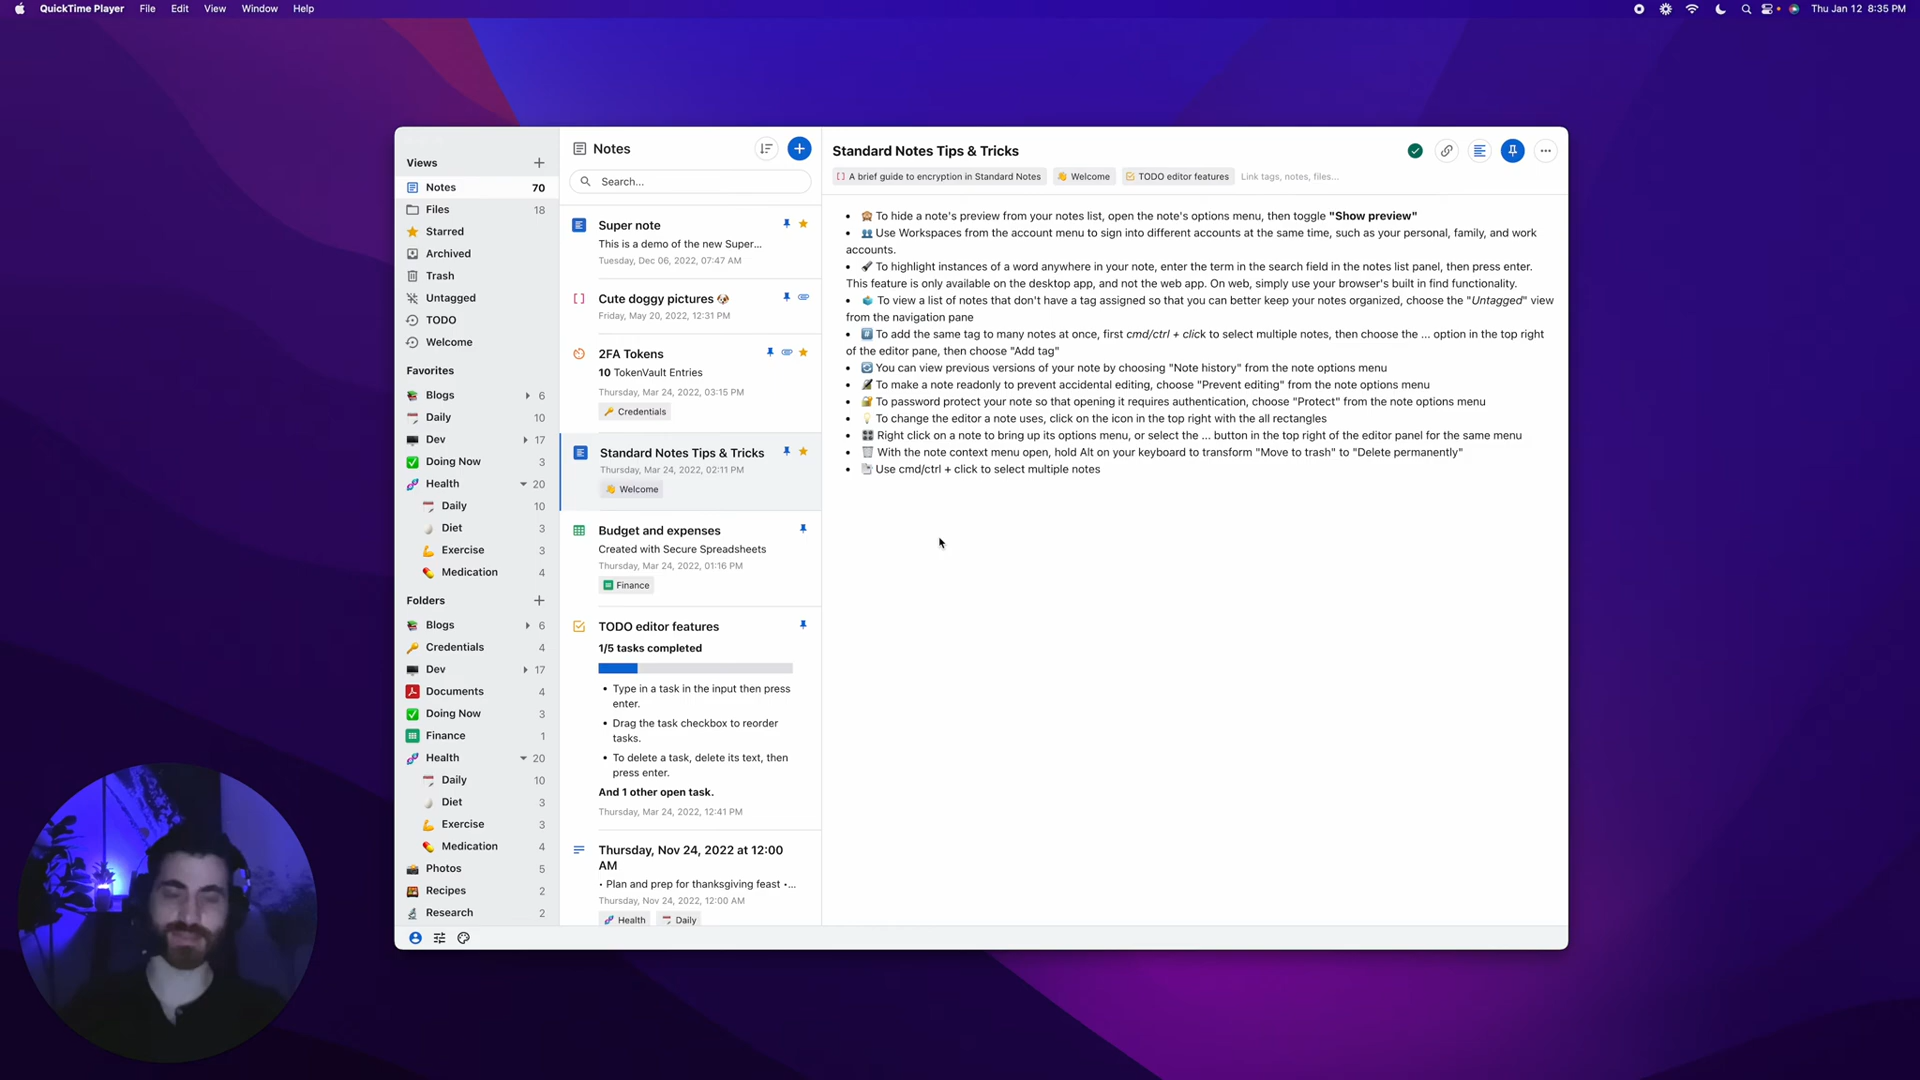 QuickTime Player File Edit View Window Help
Thu Jan 12 8:35 PM
Views
Notes 70
Files 18
Starred
Archived
Trash
Untagged
TODO
Welcome
Favorites
Blogs 6
Daily 10
Dev 17
Doing Now 3
Health 20
Daily 10
Diet 3
Exercise 3
Medication 4
Folders
Blogs 6
Credentials 4
Dev 17
Documents 4
Doing Now 3
Finance 1
Health 20
Daily 10
Diet 3
Exercise 3
Medication 4
Photos 5
Recipes 2
Research 2
Notes
Search...
Super note
This is a demo of the new Super...
Tuesday, Dec 06, 2022, 07:47 AM
Cute doggy pictures 🐶
Friday, May 20, 2022, 12:31 PM
2FA Tokens
10 TokenVault Entries
Thursday, Mar 24, 2022, 03:15 PM
Credentials
Standard Notes Tips & Tricks
Thursday, Mar 24, 2022, 02:11 PM
Welcome
Budget and expenses
Created with Secure Spreadsheets
Thursday, Mar 24, 2022, 01:16 PM
Finance
TODO editor features
1/5 tasks completed
• Type in a task in the input then press
enter.
• Drag the task checkbox to reorder
tasks.
• To delete a task, delete its text, then
press enter.
And 1 other open task.
Thursday, Mar 24, 2022, 12:41 PM
Thursday, Nov 24, 2022 at 12:00
AM
• Plan and prep for thanksgiving feast •...
Thursday, Nov 24, 2022, 12:00 AM
Health Daily
Standard Notes Tips & Tricks
A brief guide to encryption in Standard Notes Welcome TODO editor features Link tags, notes, files...
• 🙈 To hide a note's preview from your notes list, open the note's options menu, then toggle "Show preview"
• 👥 Use Workspaces from the account menu to sign into different accounts at the same time, such as your personal, family, and work
accounts.
• 🖍 To highlight instances of a word anywhere in your note, enter the term in the search field in the notes list panel, then press enter.
This feature is only available on the desktop app, and not the web app. On web, simply use your browser's built in find functionality.
• To view a list of notes that don't have a tag assigned so that you can better keep your notes organized, choose the "Untagged" view
from the navigation pane
• #️⃣ To add the same tag to many notes at once, first cmd/ctrl + click to select multiple notes, then choose the ... option in the top right
of the editor pane, then choose "Add tag"
• 🔄 You can view previous versions of your note by choosing "Note history" from the note options menu
• To make a note readonly to prevent accidental editing, choose "Prevent editing" from the note options menu
• 🔐 To password protect your note so that opening it requires authentication, choose "Protect" from the note options menu
• 💡 To change the editor a note uses, click on the icon in the top right with the all rectangles
• 🎛 Right click on a note to bring up its options menu, or select the ... button in the top right of the editor panel for the same menu
• 🗑 With the note context menu open, hold Alt on your keyboard to transform "Move to trash" to "Delete permanently"
• Use cmd/ctrl + click to select multiple notes